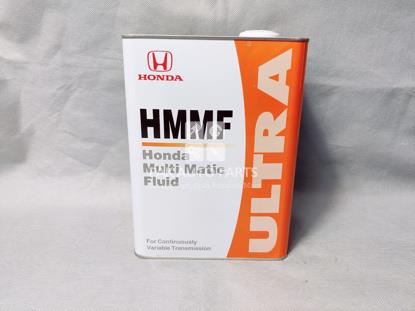 HONDA
ULTRA
HMMF
Honda
Multi Matic
Fluid
For Continuously
Variable Transmission